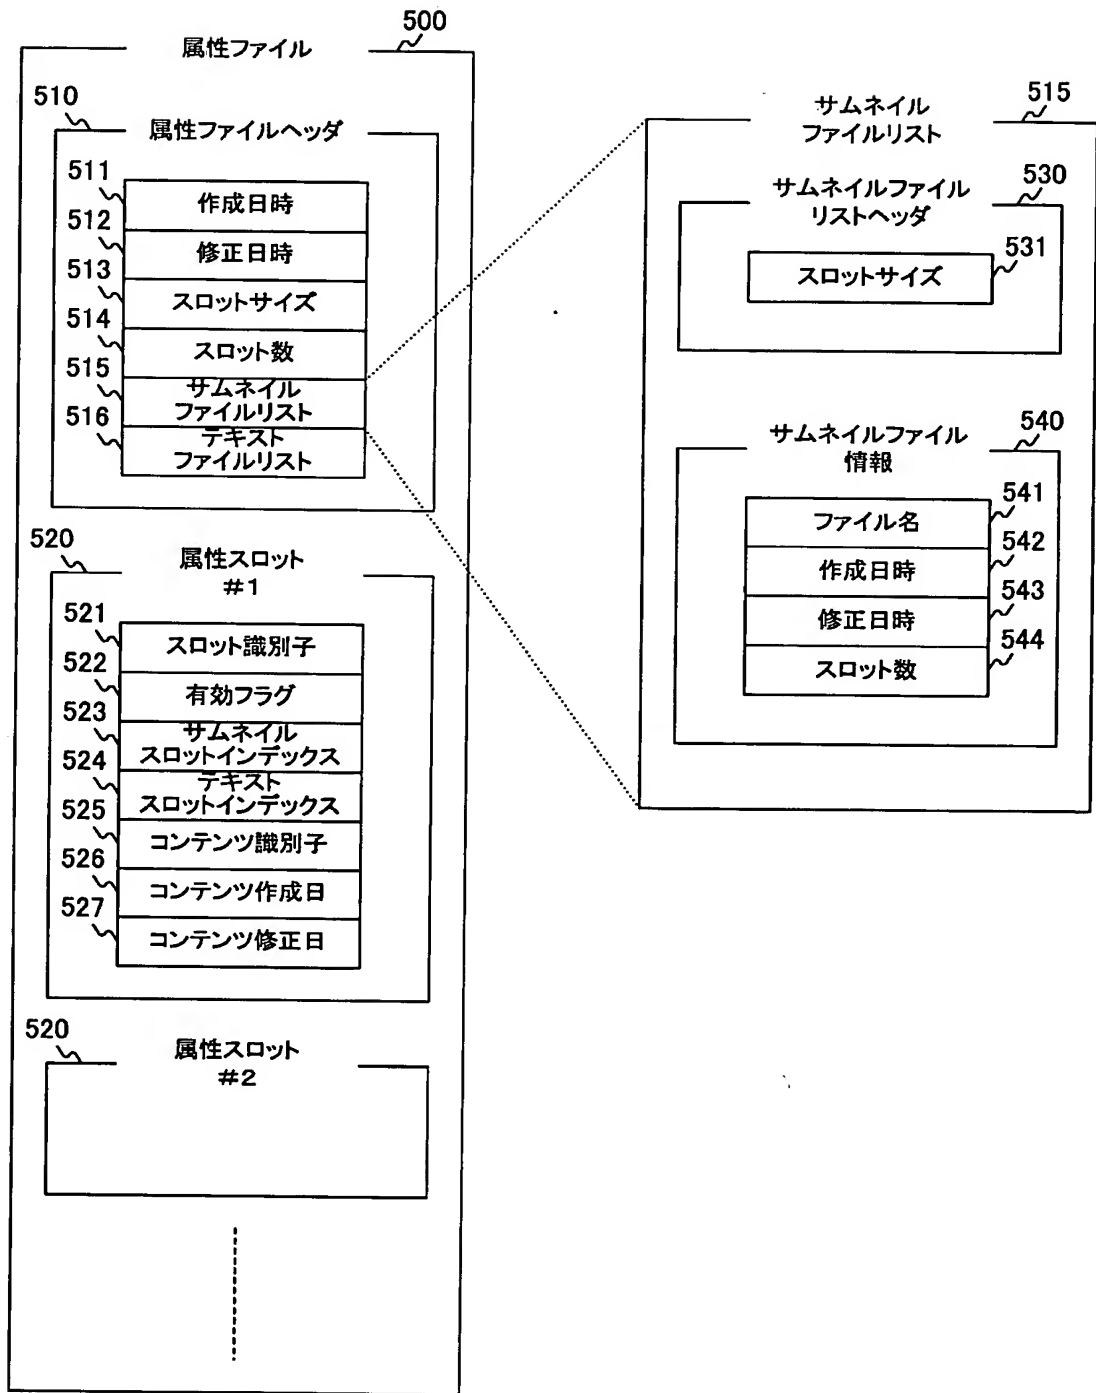 500
属性ファイル
510
属性ファイルヘッダ
511
作成日時
512
修正日時
513
スロットサイズ
514
スロット数
515
サムネイル
ファイルリスト
516
テキスト
ファイルリスト
520
属性スロット
#1
521
スロット識別子
522
有効フラグ
523
サムネイル
スロットインデックス
524
テキスト
スロットインデックス
525
コンテンツ識別子
526
コンテンツ作成日
527
コンテンツ修正日
520
属性スロット
#2
515
サムネイル
ファイルリスト
530
サムネイルファイル
リストヘッダ
531
スロットサイズ
540
サムネイルファイル
情報
541
ファイル名
542
作成日時
543
修正日時
544
スロット数